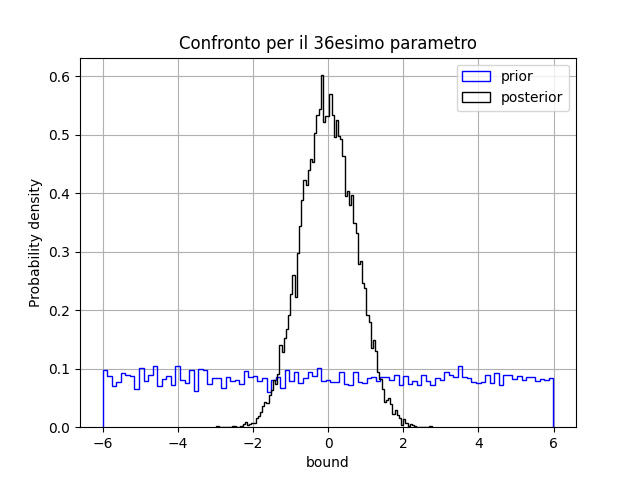 Confronto per il 36esimo parametro
prior
posterior
Probability density
0.6
0.5
0.4
0.3
0.2
0.1
0.0
−6
−4
−2
0
2
4
6
bound